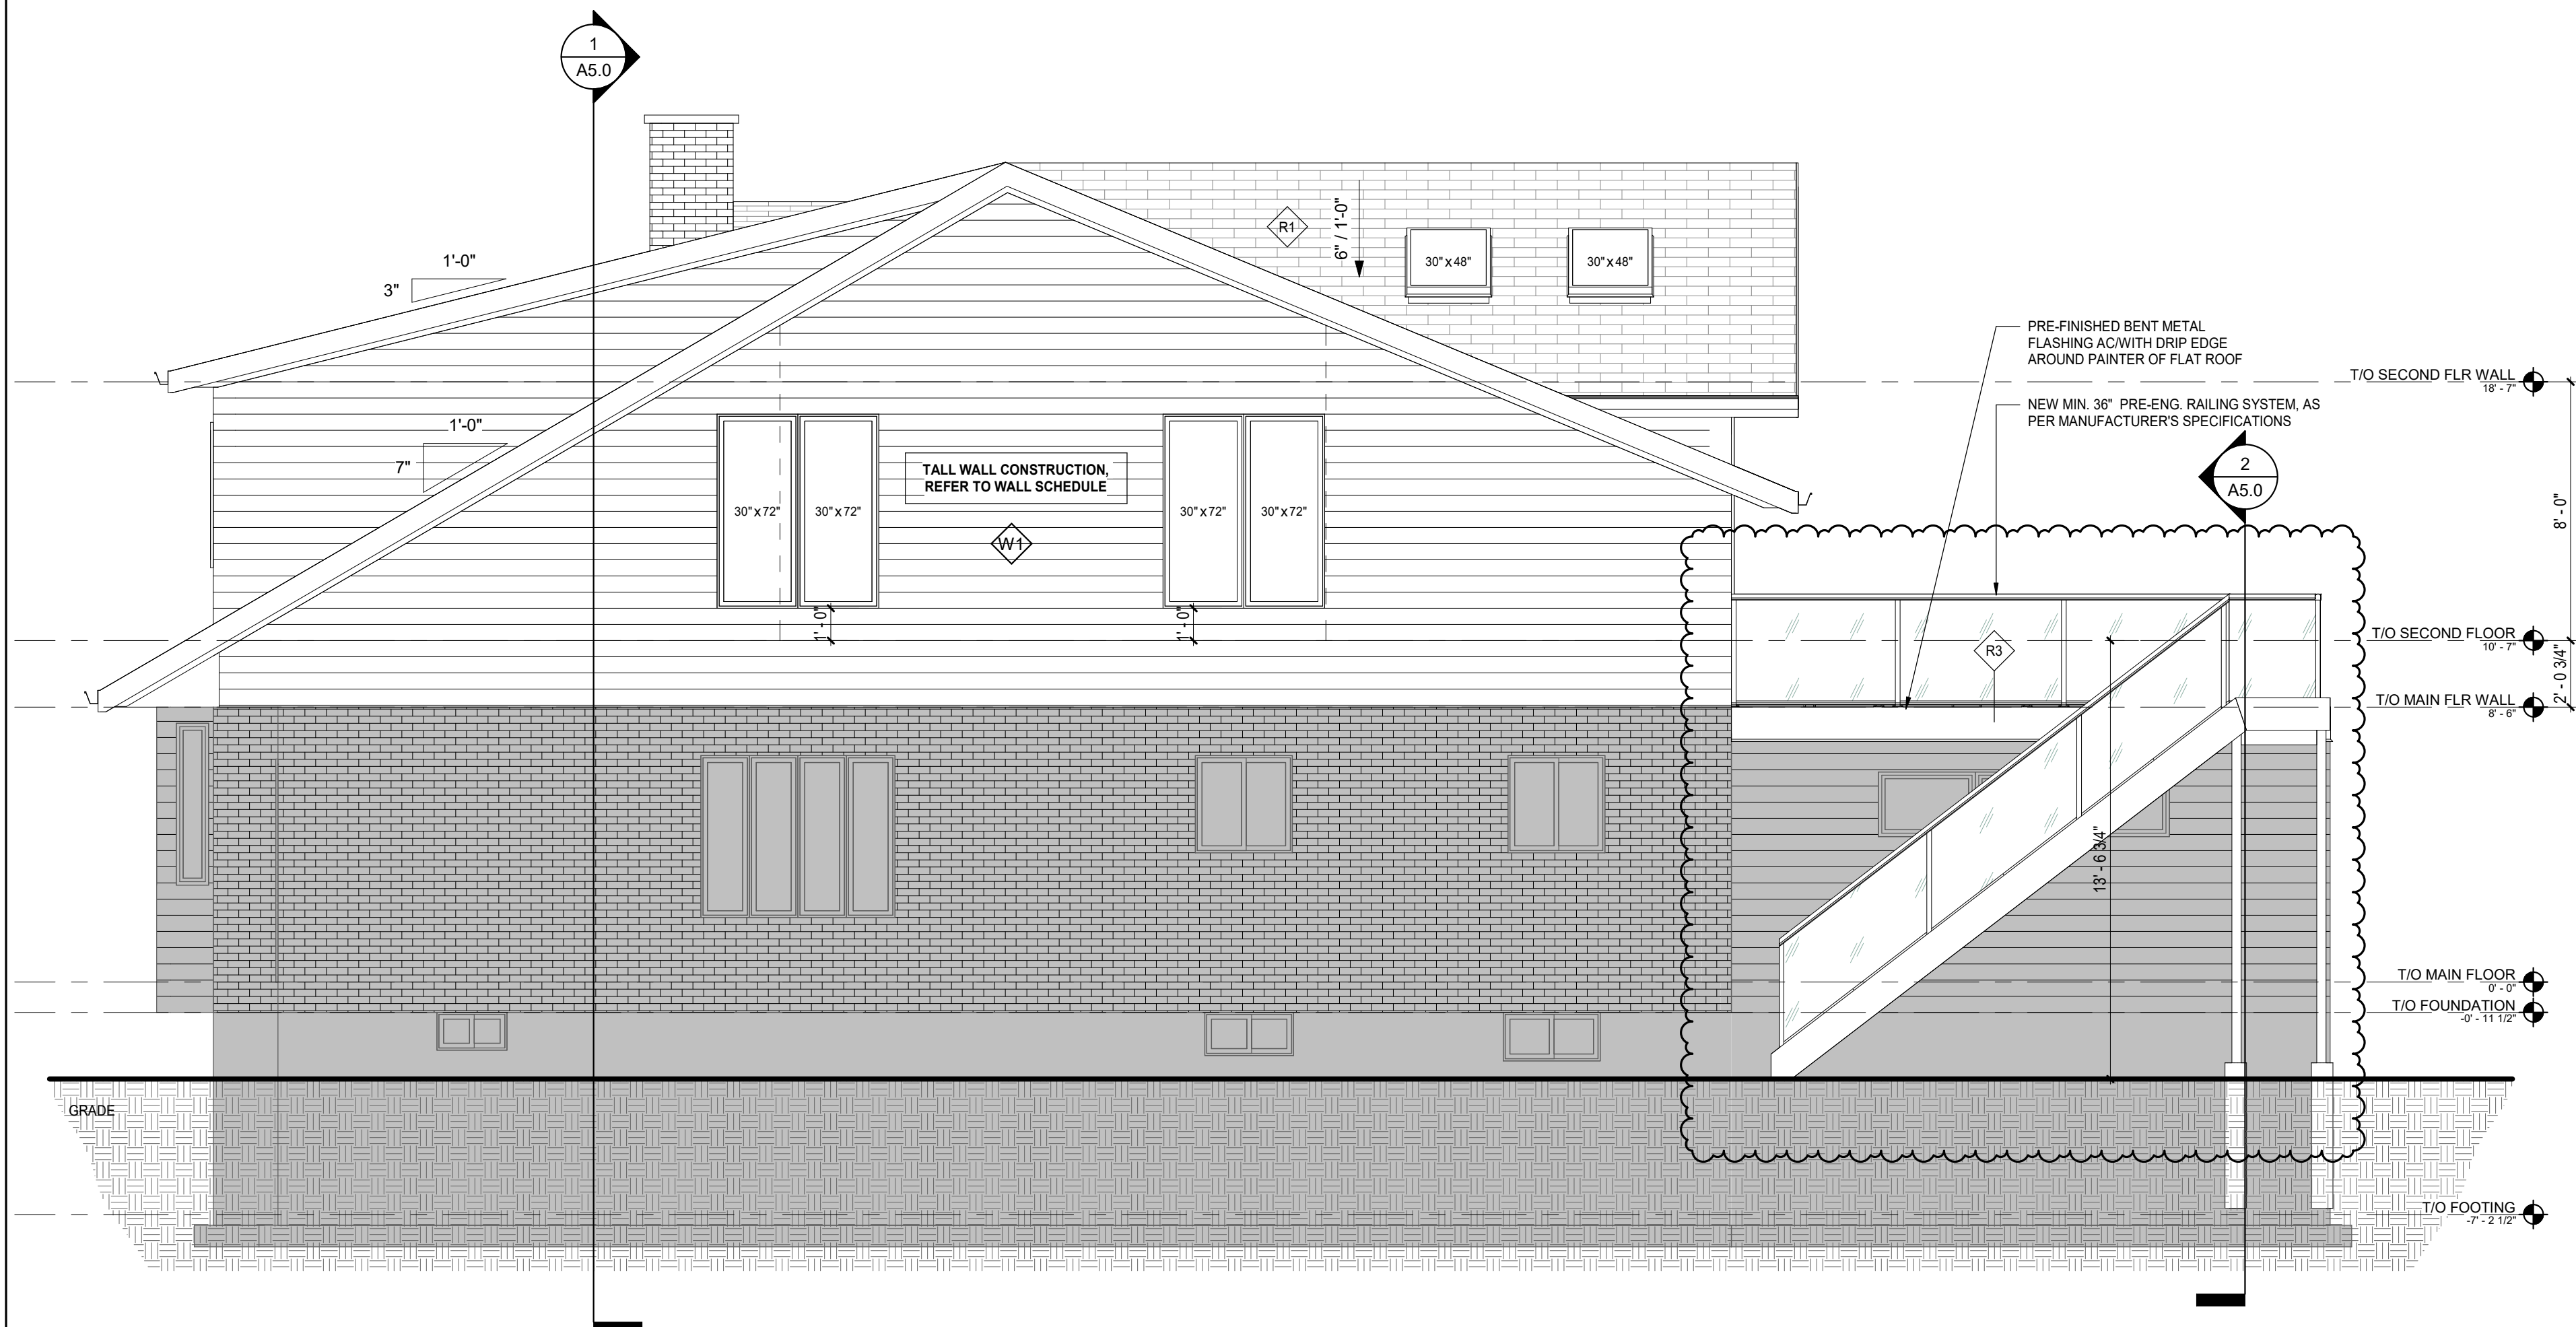 1
A5.0
1'-0"
3"
R1
6" / 1'-0"
30" x 48"
30" x 48"
PRE-FINISHED BENT METAL
FLASHING AC/WITH DRIP EDGE
AROUND PAINTER OF FLAT ROOF
T/O SECOND FLR WALL
18' - 7"
NEW MIN. 36" PRE-ENG. RAILING SYSTEM, AS
PER MANUFACTURER'S SPECIFICATIONS
1'-0"
7"
TALL WALL CONSTRUCTION,
REFER TO WALL SCHEDULE
2
A5.0
30" x 72"
30" x 72"
30" x 72"
30" x 72"
8' - 0"
W1
1' - 0"
1' - 0"
R3
T/O SECOND FLOOR
10' - 7"
2' - 0 3/4"
T/O MAIN FLR WALL
8' - 6"
13' - 6 3/4"
T/O MAIN FLOOR
0' - 0"
T/O FOUNDATION
-0' - 11 1/2"
GRADE
T/O FOOTING
-7' - 2 1/2"